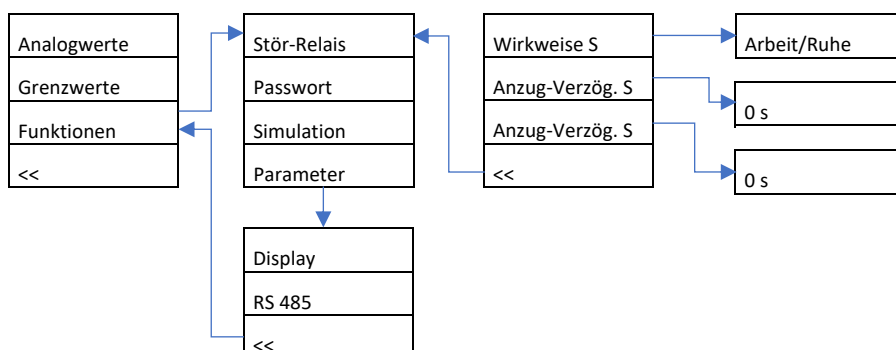 Analogwerte
Grenzwerte
Funktionen
<<
Stör-Relais
Passwort
Simulation
Parameter
Display
RS 485
<<
Wirkweise S
Anzug-Verzög. S
Anzug-Verzög. S
<<
Arbeit/Ruhe
0 s
0 s